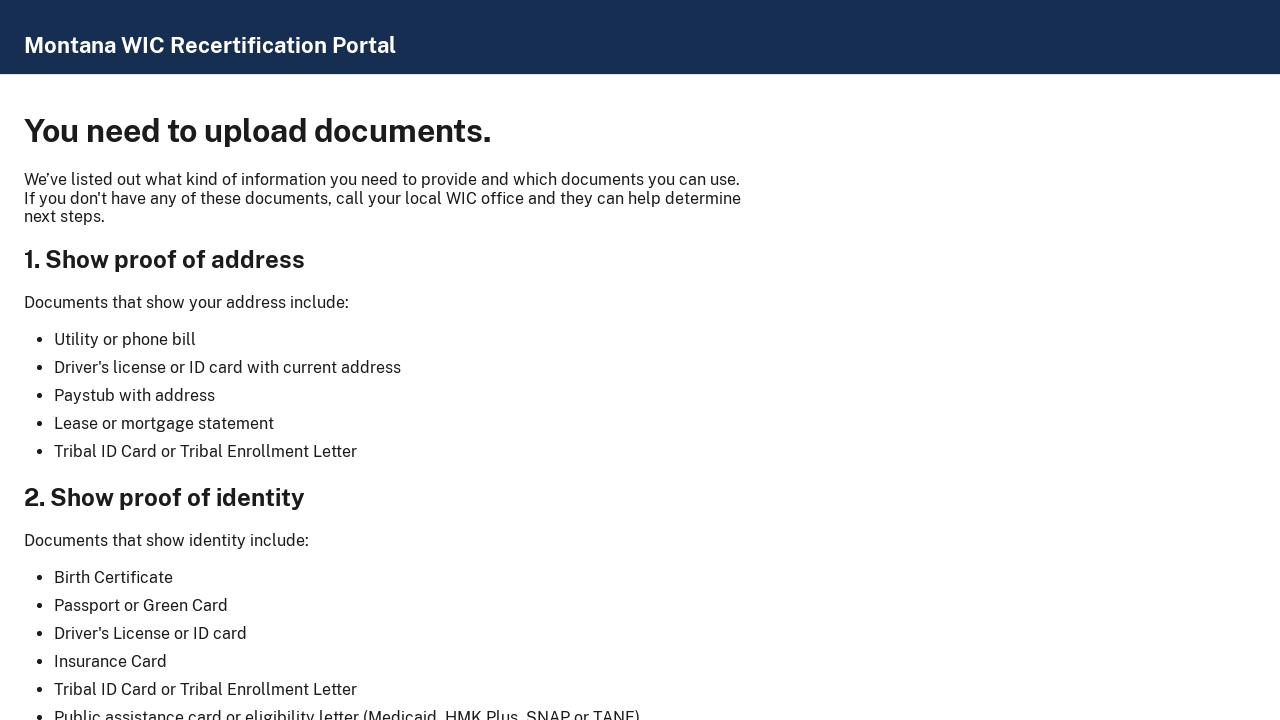 Montana WIC Recertification Portal
You need to upload documents.
We’ve listed out what kind of information you need to provide and which documents you can use.
If you don't have any of these documents, call your local WIC office and they can help determine
next steps.
1. Show proof of address
Documents that show your address include:
• Utility or phone bill
• Driver's license or ID card with current address
• Paystub with address
• Lease or mortgage statement
• Tribal ID Card or Tribal Enrollment Letter
2. Show proof of identity
Documents that show identity include:
• Birth Certificate
• Passport or Green Card
• Driver's License or ID card
• Insurance Card
• Tribal ID Card or Tribal Enrollment Letter
• Public assistance card or eligibility letter (Medicaid, HMK Plus, SNAP or TANF)